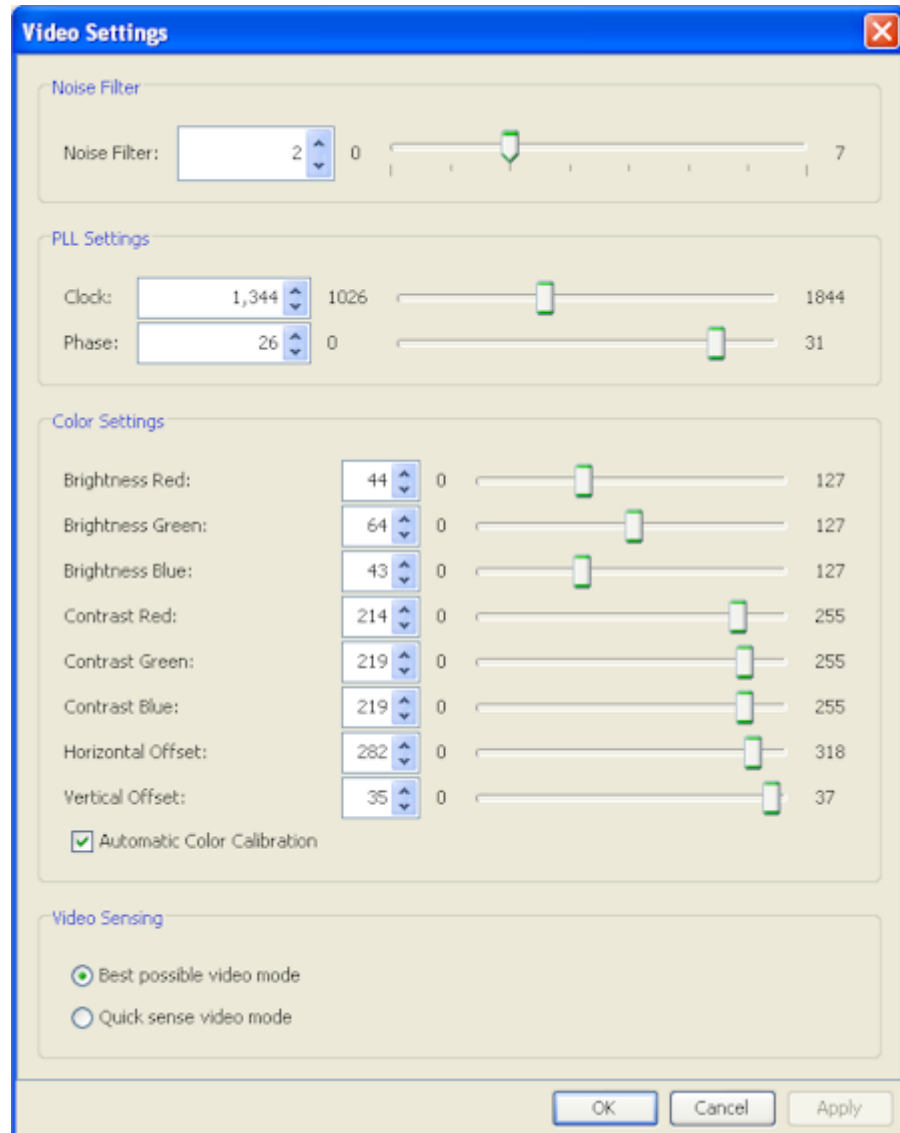 Video Settings
Noise Filter
Noise Filter: 2 0 7
PLL Settings
Clock: 1,344 1026 1844
Phase: 26 0 31
Color Settings
Brightness Red: 44 0 127
Brightness Green: 64 0 127
Brightness Blue: 43 0 127
Contrast Red: 214 0 255
Contrast Green: 219 0 255
Contrast Blue: 219 0 255
Horizontal Offset: 282 0 318
Vertical Offset: 35 0 37
Automatic Color Calibration
Video Sensing
Best possible video mode
Quick sense video mode
OK Cancel Apply